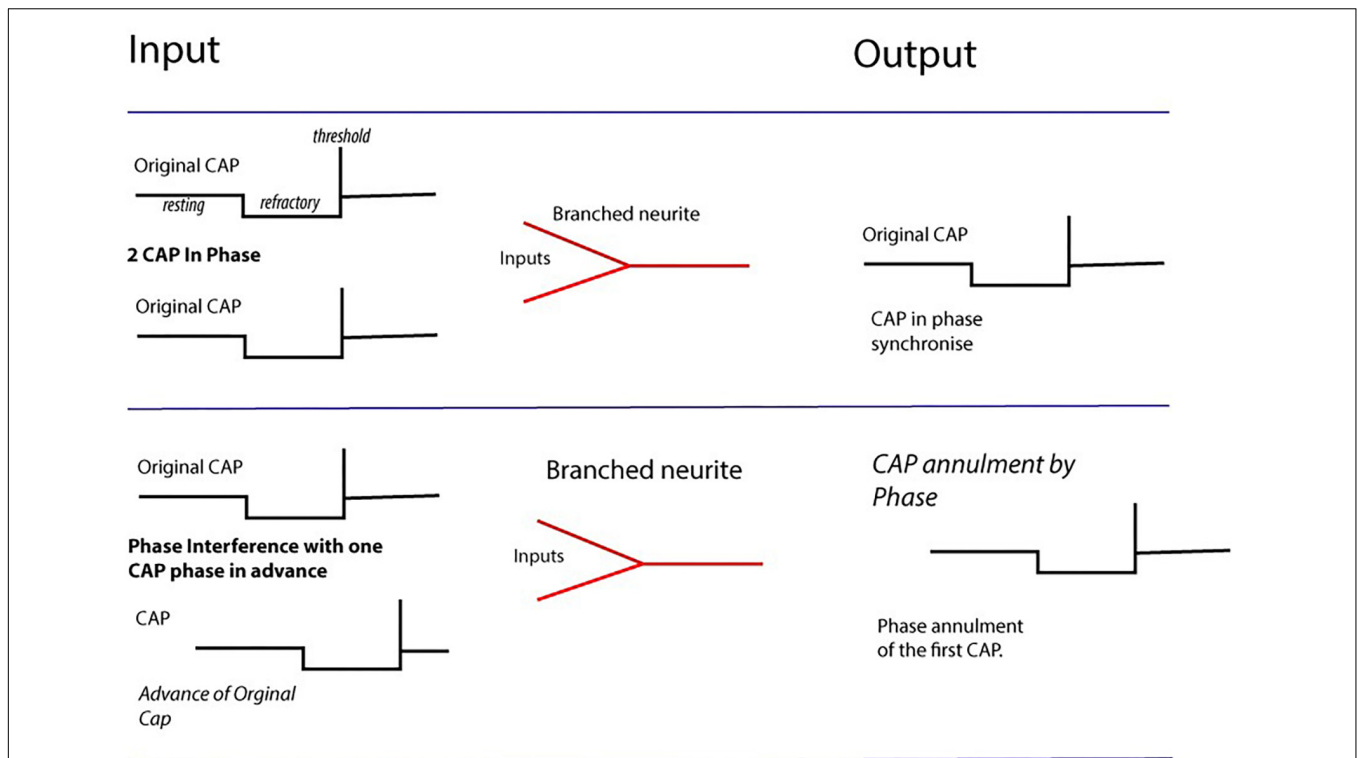 Input
Output
threshold
Original CAP
resting
refractory
2 CAP In Phase
Original CAP
Branched neurite
Inputs
Original CAP
CAP in phase
synchronise
Original CAP
Phase Interference with one
CAP phase in advance
CAP
Advance of Orginal
Cap
Branched neurite
Inputs
CAP annulment by
Phase
Phase annulment
of the first CAP.